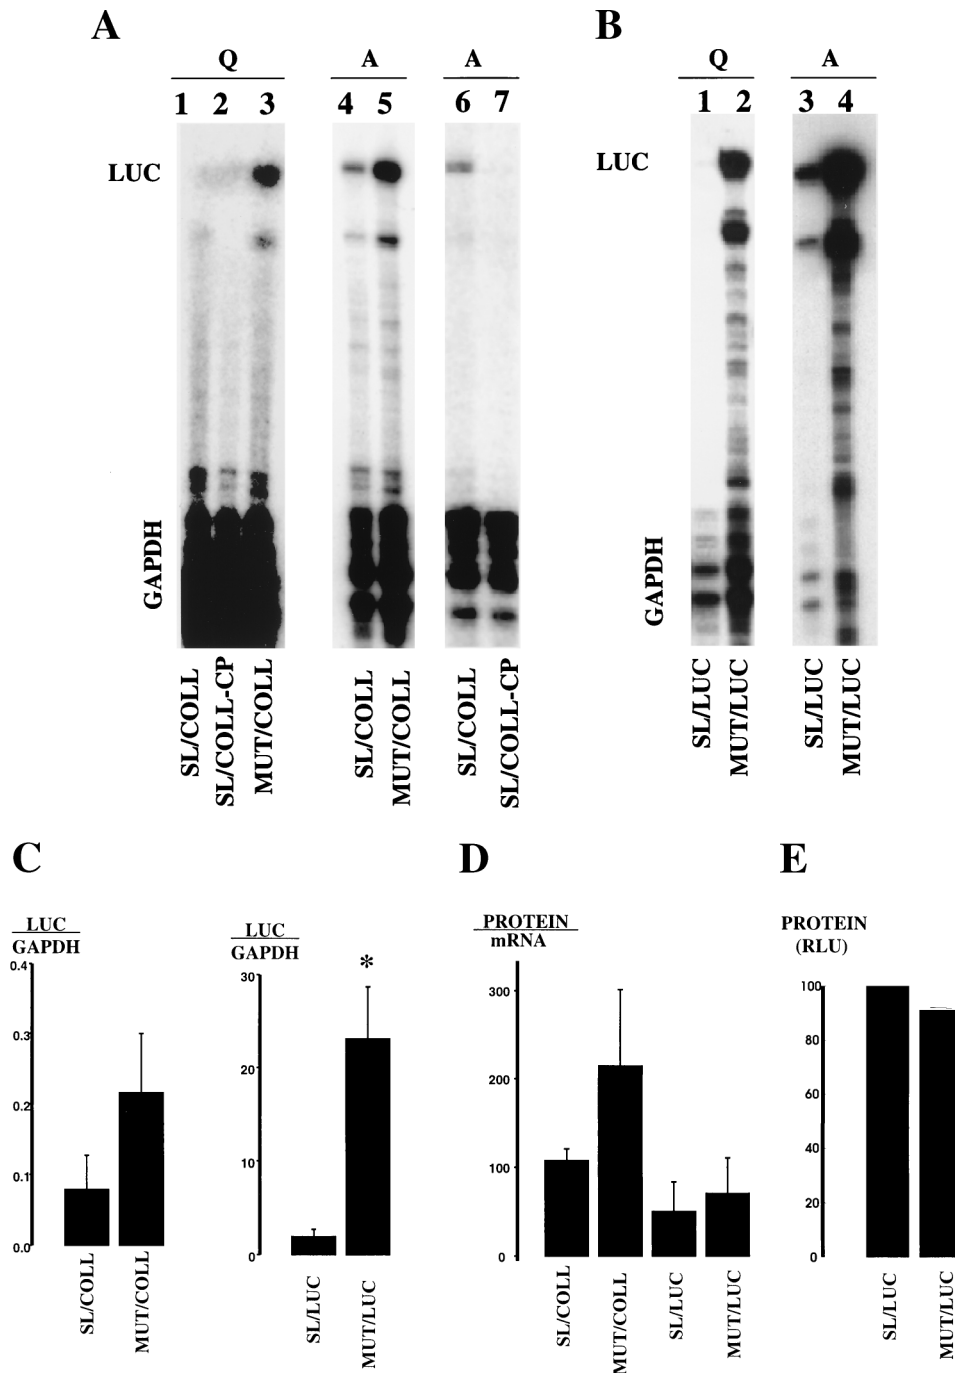 A
B
Q
A
A
Q
A
1 2 3 4 5 6 7
1 2 3 4
LUC
LUC
GAPDH
GAPDH
SL/COLL
SL/COLL-CP
MUT/COLL
SL/COLL
MUT/COLL
SL/COLL
SL/COLL-CP
SL/LUC
MUT/LUC
SL/LUC
MUT/LUC
C
LUC
GAPDH
0.4
0.3
0.2
0.1
0.0
SL/COLL
MUT/COLL
LUC
GAPDH
*
30
20
10
0
SL/LUC
MUT/LUC
D
PROTEIN
mRNA
300
200
100
0
SL/COLL
MUT/COLL
SL/LUC
MUT/LUC
E
PROTEIN
(RLU)
100
80
60
40
20
0
SL/LUC
MUT/LUC